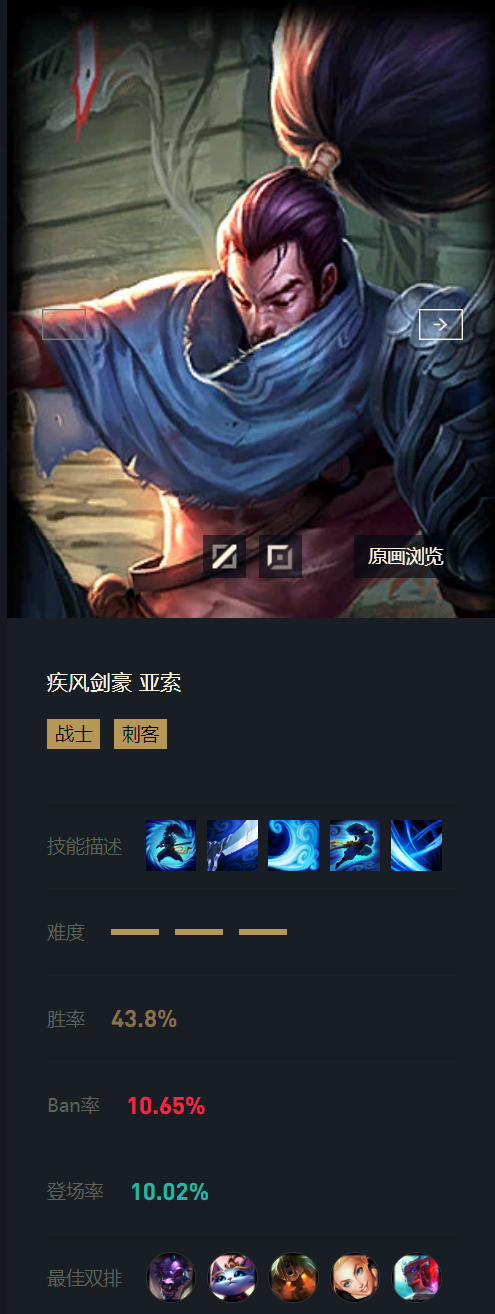 原画浏览
疾风剑豪 亚索
战士 刺客
技能描述
难度
胜率 43.8%
Ban率 10.65%
登场率 10.02%
最佳双排